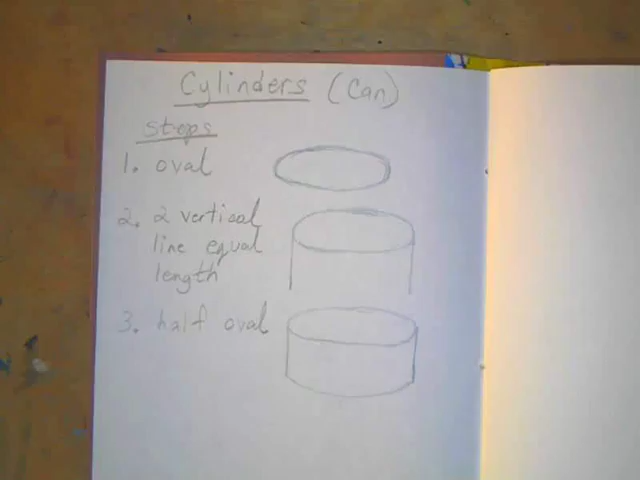 Cylinders (Can)
Steps
1. oval
2. 2 vertical
line equal
length
3. half oval